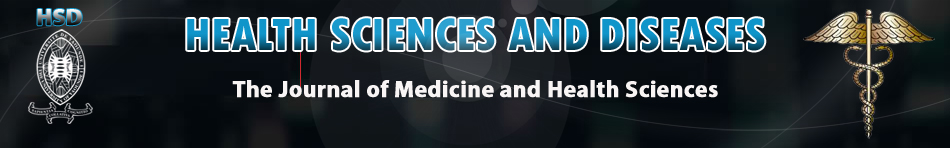 HSD
HEALTH SCIENCES AND DISEASES
The Journal of Medicine and Health Sciences